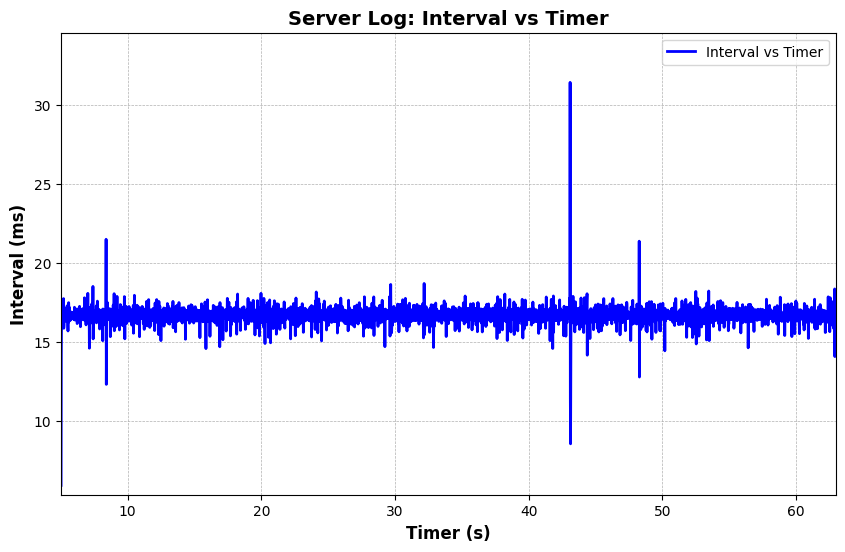 Server Log: Interval vs Timer
Interval vs Timer
Interval (ms)
30
25
20
15
10
10 20 30 40 50 60
Timer (s)